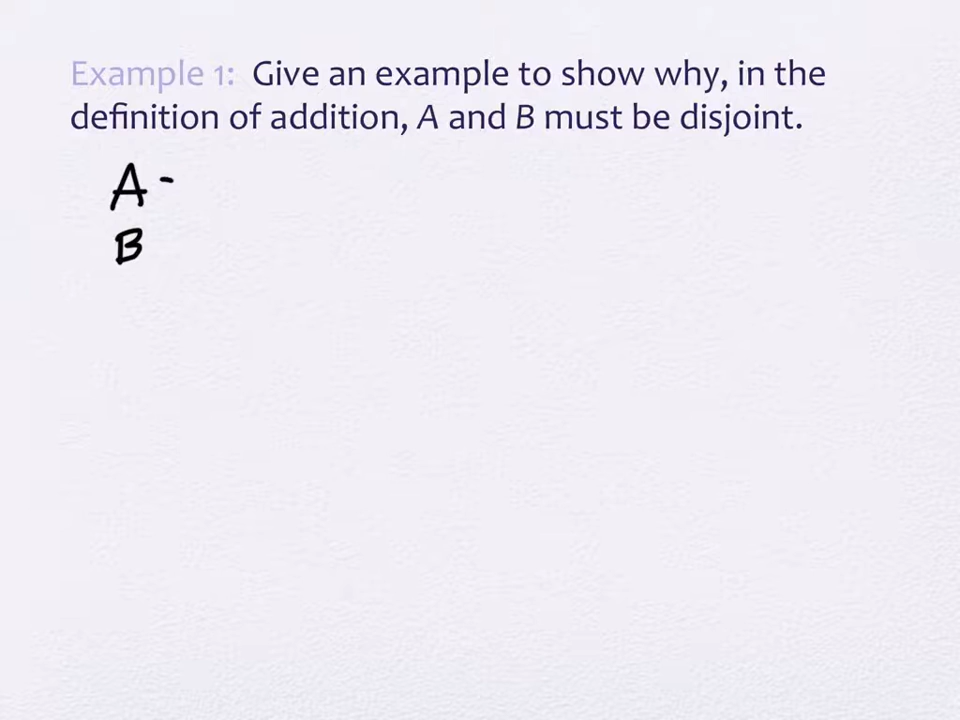 Example 1: Give an example to show why, in the
definition of addition, A and B must be disjoint.
A -
B